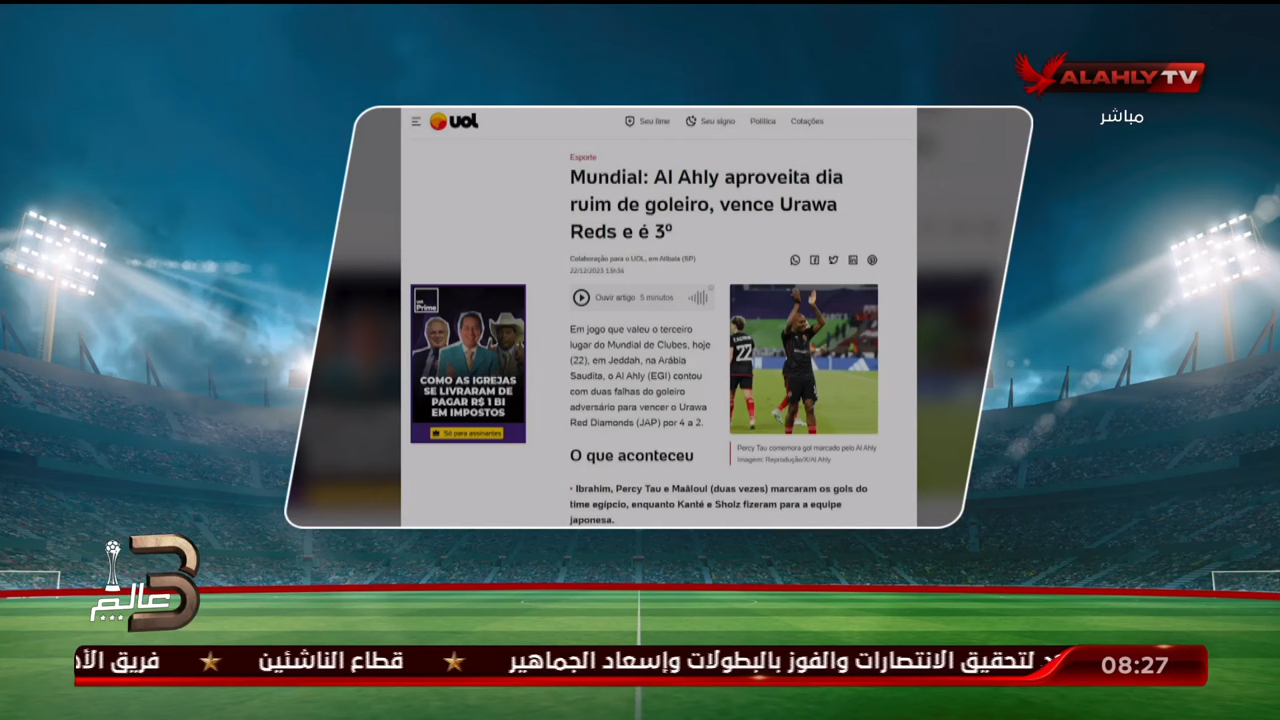 ALAHLY TV
مباشر
uol
Seu time
Seu signo
Política
Cotações
Esporte
Mundial: Al Ahly aproveita dia
ruim de goleiro, vence Urawa
Reds e é 3º
Colaboração para o UOL, em Atibaia (SP)
22/12/2023 13h34
Ouvir artigo 5 minutos
Em jogo que valeu o terceiro
lugar do Mundial de Clubes, hoje
(22), em Jeddah, na Arábia
Saudita, o Al Ahly (EGI) contou
com duas falhas do goleiro
adversário para vencer o Urawa
Red Diamonds (JAP) por 4 a 2.
22
Percy Tau comemora gol marcado pelo Al Ahly
Imagem: Reprodução/X/Al Ahly
Prime
COMO AS IGREJAS
SE LIVRARAM DE
PAGAR R$ 1 BI
EM IMPOSTOS
Só para assinantes
O que aconteceu
• Ibrahim, Percy Tau e Maâloul (duas vezes) marcaram os gols do
time egípcio, enquanto Kanté e Sholz fizeram para a equipe
japonesa.
3 عالم
لتحقيق الانتصارات والفوز بالبطولات وإسعاد الجماهير ★ قطاع الناشئين ★ فريق الأه
08:27